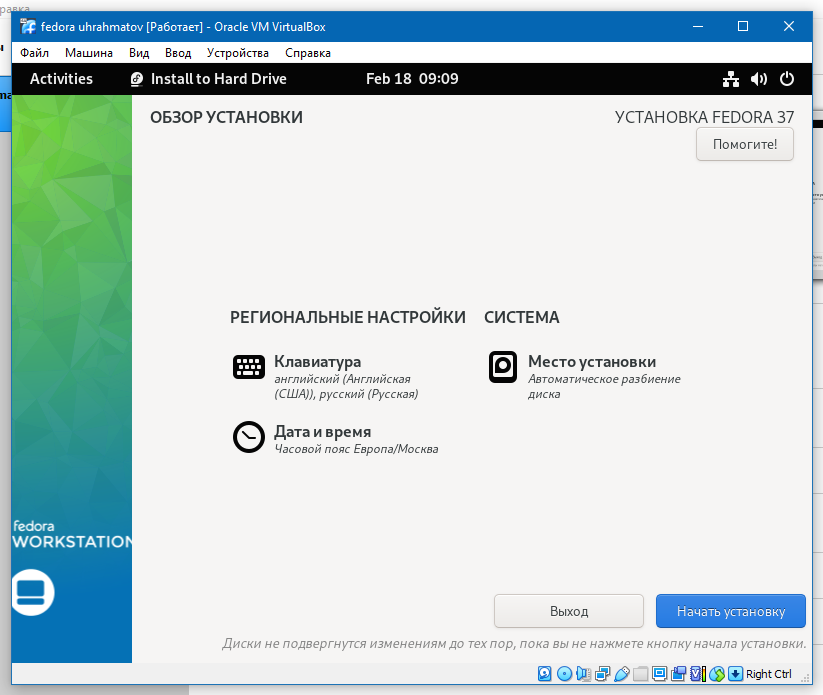 fedora uhrahmatov [Работает] - Oracle VM VirtualBox
Файл Машина Вид Ввод Устройства Справка
Activities Install to Hard Drive Feb 18 09:09
ОБЗОР УСТАНОВКИ
УСТАНОВКА FEDORA 37
Помогите!
РЕГИОНАЛЬНЫЕ НАСТРОЙКИ
Клавиатура
английский (Английская
(США)), русский (Русская)
Дата и время
Часовой пояс Европа/Москва
СИСТЕМА
Место установки
Автоматическое разбиение
диска
fedora
WORKSTATION
Выход
Начать установку
Диски не подвергнутся изменениям до тех пор, пока вы не нажмете кнопку начала установки.
Right Ctrl